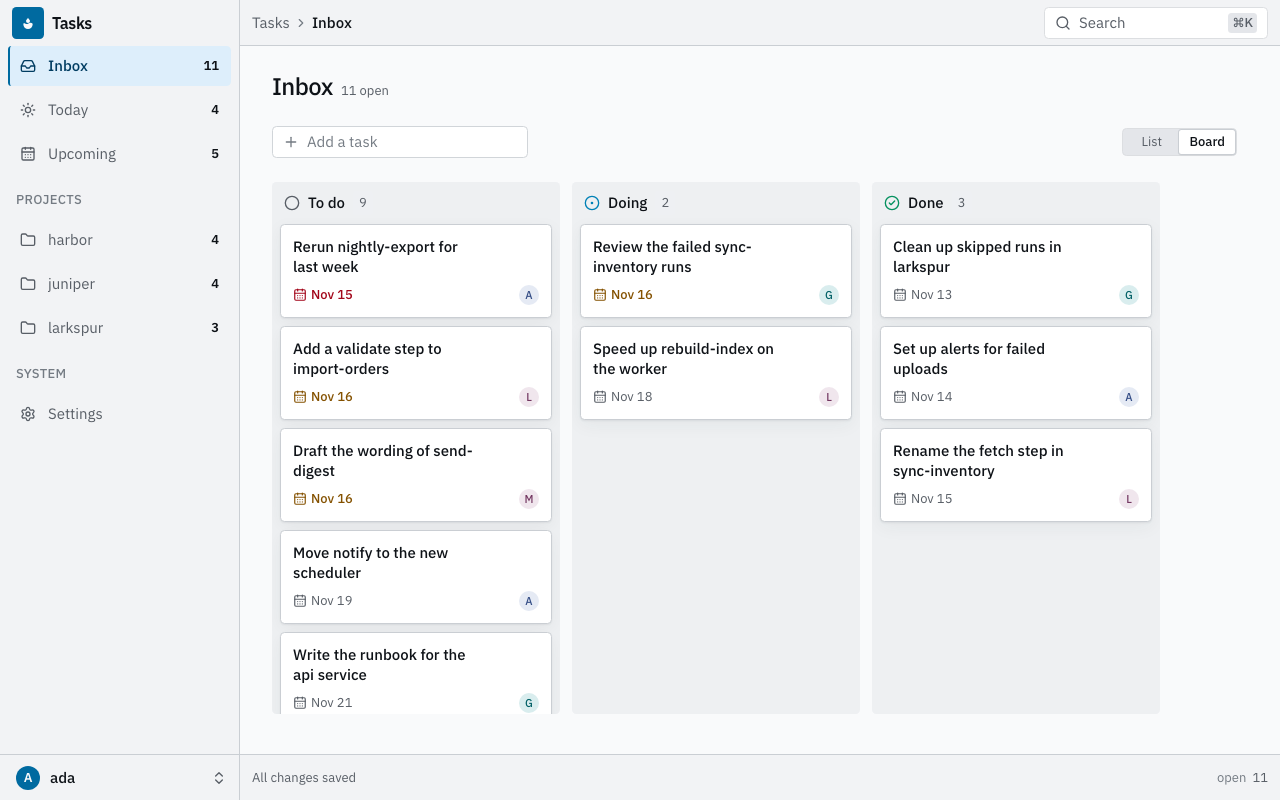 Tasks
Inbox 11
Today 4
Upcoming 5
PROJECTS
harbor 4
juniper 4
larkspur 3
SYSTEM
Settings
A ada
Tasks > Inbox
Search ⌘K
Inbox 11 open
Add a task
List Board
To do 9
Rerun nightly-export for
last week
Nov 15 A
Add a validate step to
import-orders
Nov 16 L
Draft the wording of send-
digest
Nov 16 M
Move notify to the new
scheduler
Nov 19 A
Write the runbook for the
api service
Nov 21 G
Doing 2
Review the failed sync-
inventory runs
Nov 16 G
Speed up rebuild-index on
the worker
Nov 18 L
Done 3
Clean up skipped runs in
larkspur
Nov 13 G
Set up alerts for failed
uploads
Nov 14 A
Rename the fetch step in
sync-inventory
Nov 15 L
All changes saved
open 11